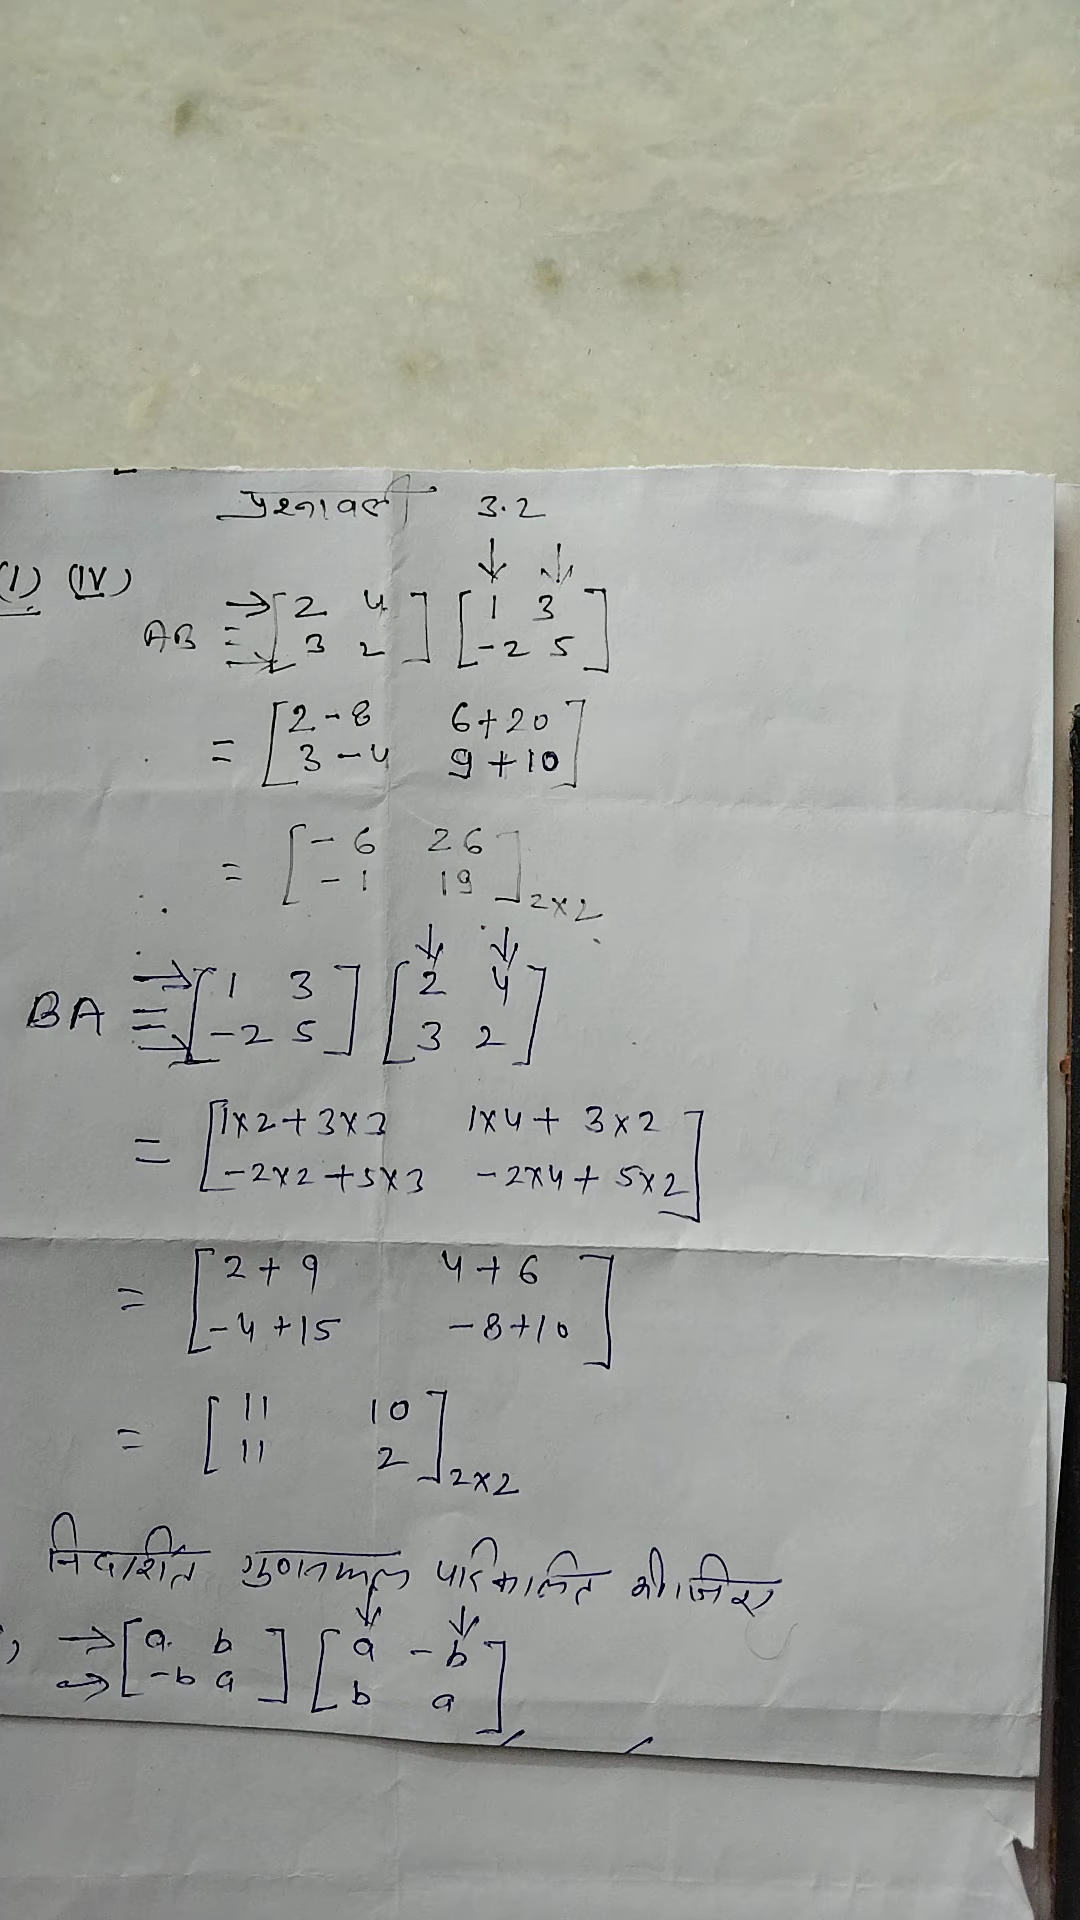 प्रश्नावली 3.2
(1) (IV)
AB = [2 4
3 2] [1 3
-2 5]
= [2-8 6+20
3-4 9+10]
= [-6 26
-1 19]2×2
BA = [1 3
-2 5] [2 4
3 2]
= [1×2+3×3 1×4+3×2
-2×2+5×3 -2×4+5×2]
= [2+9 4+6
-4+15 -8+10]
= [11 10
11 2]2×2
निदर्शित गुणनफल परिकलित कीजिए
→ [a b
→ -b a] [a -b
b a]